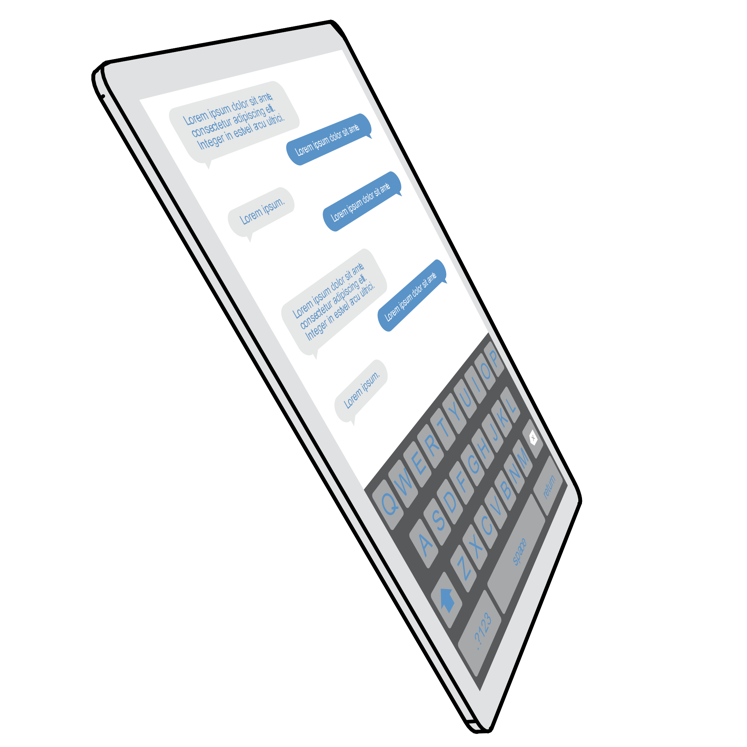 Lorem ipsum dolor sit ame
consectetur adipiscing elit.
Integer in estvel arcu ultrici.
Lorem ipsum dolor sit ame
Lorem ipsum dolor sit ame
Lorem ipsum.
Lorem ipsum dolor sit ame
consectetur adipiscing elit.
Integer in estvel arcu ultrici.
Lorem ipsum dolor sit ame
Lorem ipsum.
Q W E R T Y U I O P
A S D F G H J K L
Z X C V B N M
.?123 space return